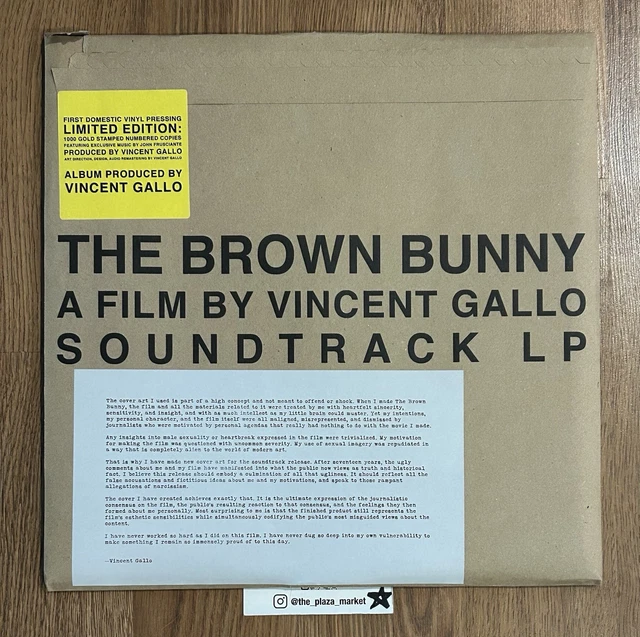 FIRST DOMESTIC VINYL PRESSING
LIMITED EDITION:
1000 GOLD STAMPED NUMBERED COPIES
FEATURING EXCLUSIVE MUSIC BY JOHN FRUSCIANTE
PRODUCED BY VINCENT GALLO
ART DIRECTION, DESIGN, AUDIO REMASTERING BY VINCENT GALLO
ALBUM PRODUCED BY
VINCENT GALLO
THE BROWN BUNNY
A FILM BY VINCENT GALLO
SOUNDTRACK LP
The cover art I used is part of a high concept and not meant to offend or shock. When I made The Brown
Bunny, the film and all the materials related to it were treated by me with heartfelt sincerity,
sensitivity, and insight, and with as much intellect as my little brain could muster. Yet my intentions,
my personal character, and the film itself were all maligned, misrepresented, and dismissed by
journalists who were motivated by personal agendas that really had nothing to do with the movie I made.
Any insights into male sexuality or heartbreak expressed in the film were trivialized. My motivation
for making the film was questioned with uncommon severity. My use of sexual imagery was repudiated in
a way that is completely alien to the world of modern art.
That is why I have made new cover art for the soundtrack release. After seventeen years, the ugly
comments about me and my film have manifested into what the public now views as truth and historical
fact. I believe this release should embody a culmination of all that ugliness. It should reflect all the
false accusations and fictitious ideas about me and my motivations, and speak to those rampant
allegations of narcissism.
The cover I have created achieves exactly that. It is the ultimate expression of the journalistic
consensus on the film, the public's resulting reaction to that consensus, and the feelings they then
formed about me personally. Most surprising to me is that the finished product still represents the
film's esthetic sensibilities while simultaneously codifying the public's most misguided views about the
content.
I have never worked so hard as I did on this film. I have never dug so deep into my own vulnerability to
make something I remain so immensely proud of to this day.
—Vincent Gallo
@the_plaza_market